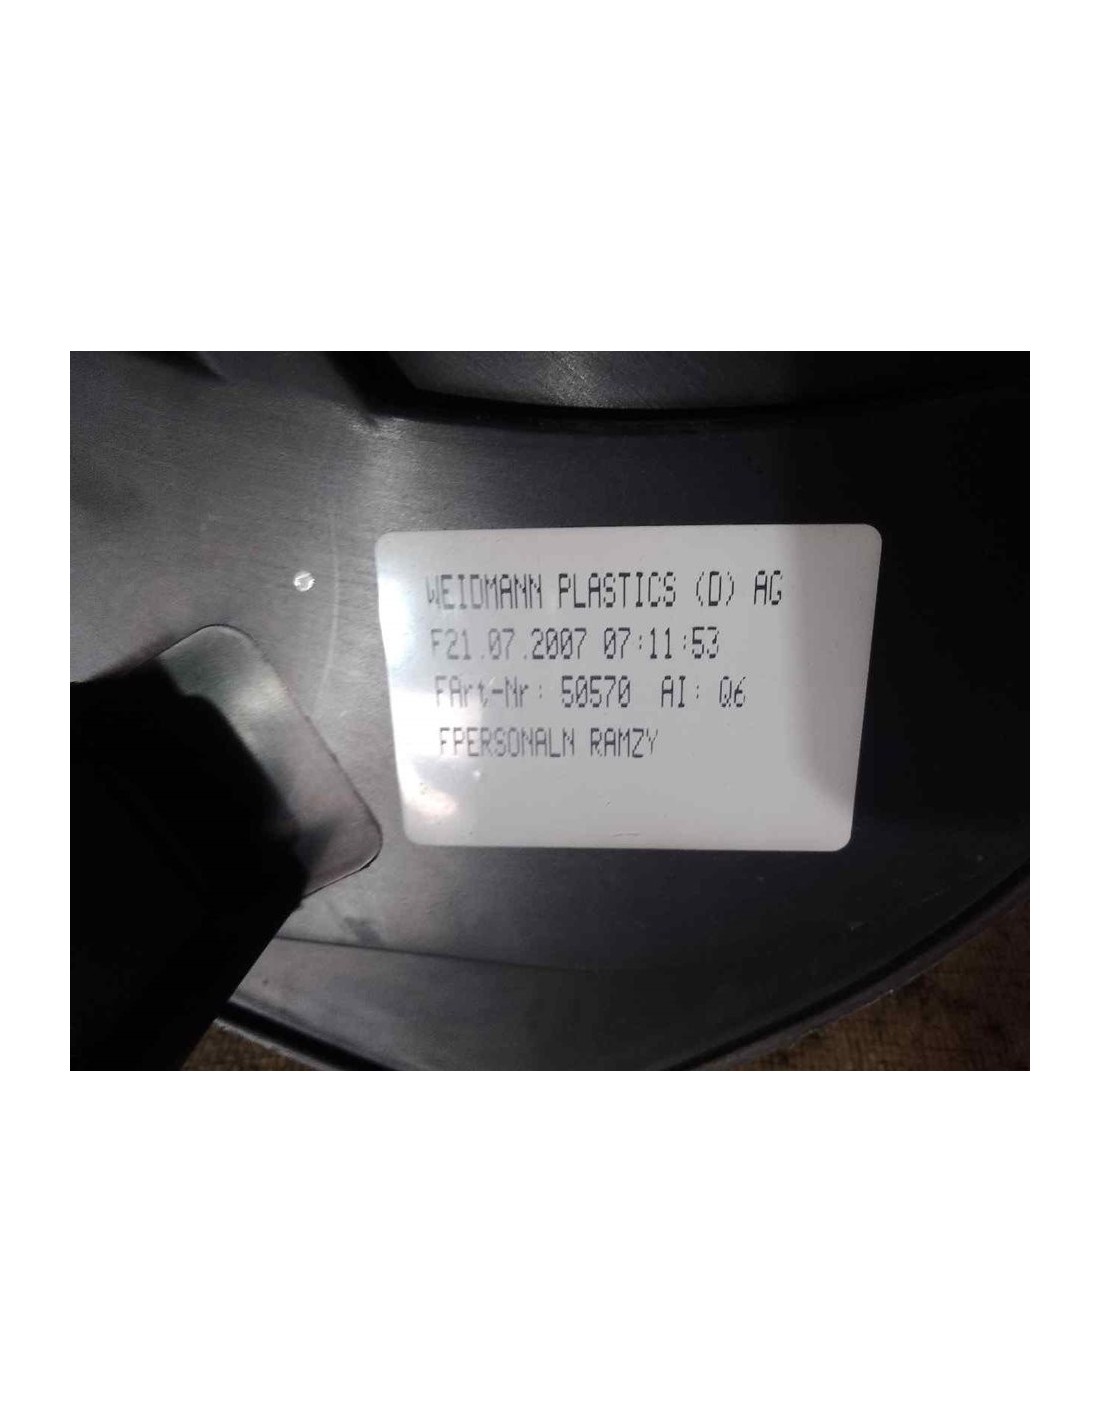 WEIDMANN PLASTICS (D) AG
F21.07.2007 07:11:53
FArt-Nr: 50570 AI: Q6
FPERSONALN RAMZY